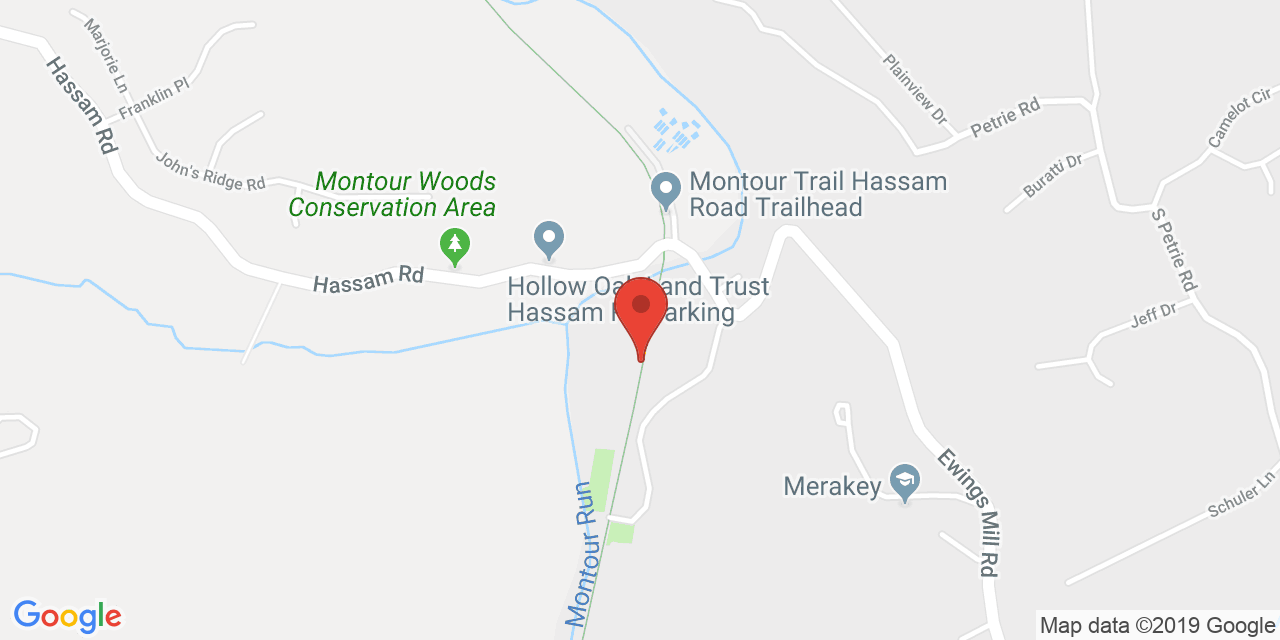 Marjorie Ln
Franklin Pl
Hassam Rd
John's Ridge Rd
Montour Woods
Conservation Area
Hassam Rd
Montour Trail Hassam
Road Trailhead
Plainview Dr
Petrie Rd
Camelot Cir
Buratti Dr
S Petrie Rd
Jeff Dr
Hollow Oak Land Trust
Hassam Rd Parking
Merakey
Ewings Mill Rd
Schuler Ln
Montour Run
Google
Map data ©2019 Google